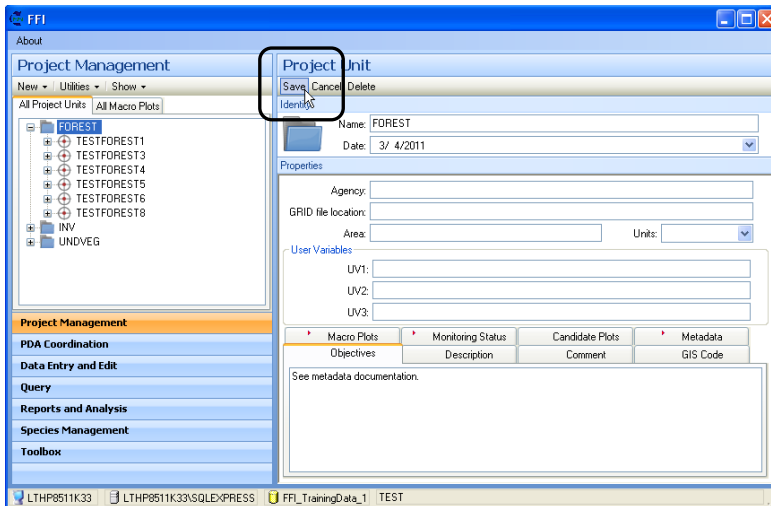 FFI
About
Project Management
New Utilities Show
All Project Units All Macro Plots
FOREST
TESTFOREST1
TESTFOREST3
TESTFOREST4
TESTFOREST5
TESTFOREST6
TESTFOREST8
INV
UNDVEG
Project Management
PDA Coordination
Data Entry and Edit
Query
Reports and Analysis
Species Management
Toolbox
Project Unit
Save Cancel Delete
Identity
Name: FOREST
Date: 3/ 4/2011
Properties
Agency:
GRID file location:
Area: Units:
User Variables
UV1:
UV2:
UV3:
Macro Plots Monitoring Status Candidate Plots Metadata
Objectives Description Comment GIS Code
See metadata documentation.
LTHP8511K33 LTHP8511K33\SQLEXPRESS FFI_TrainingData_1 TEST